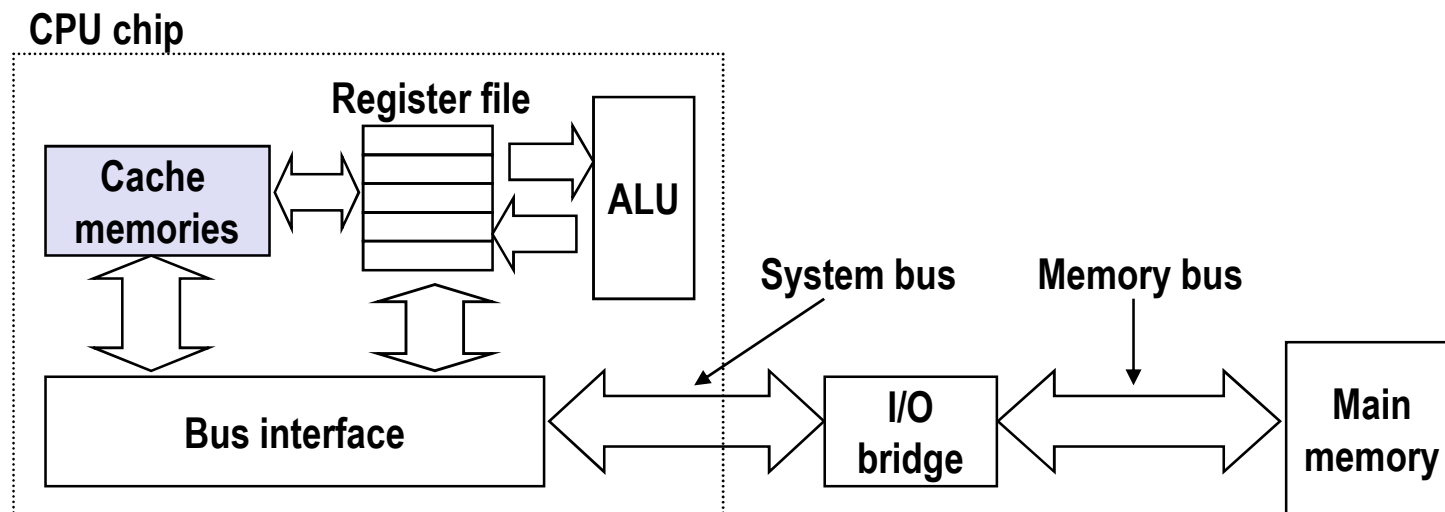 CPU chip
Register file
Cache
memories
ALU
System bus
Memory bus
Bus interface
I/O
bridge
Main
memory